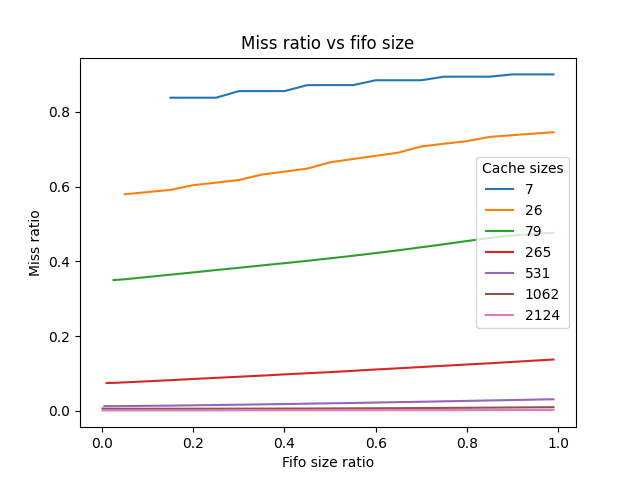 Miss ratio vs fifo size
Miss ratio
0.8
0.6
0.4
0.2
0.0
Cache sizes
7
26
79
265
531
1062
2124
0.0 0.2 0.4 0.6 0.8 1.0
Fifo size ratio